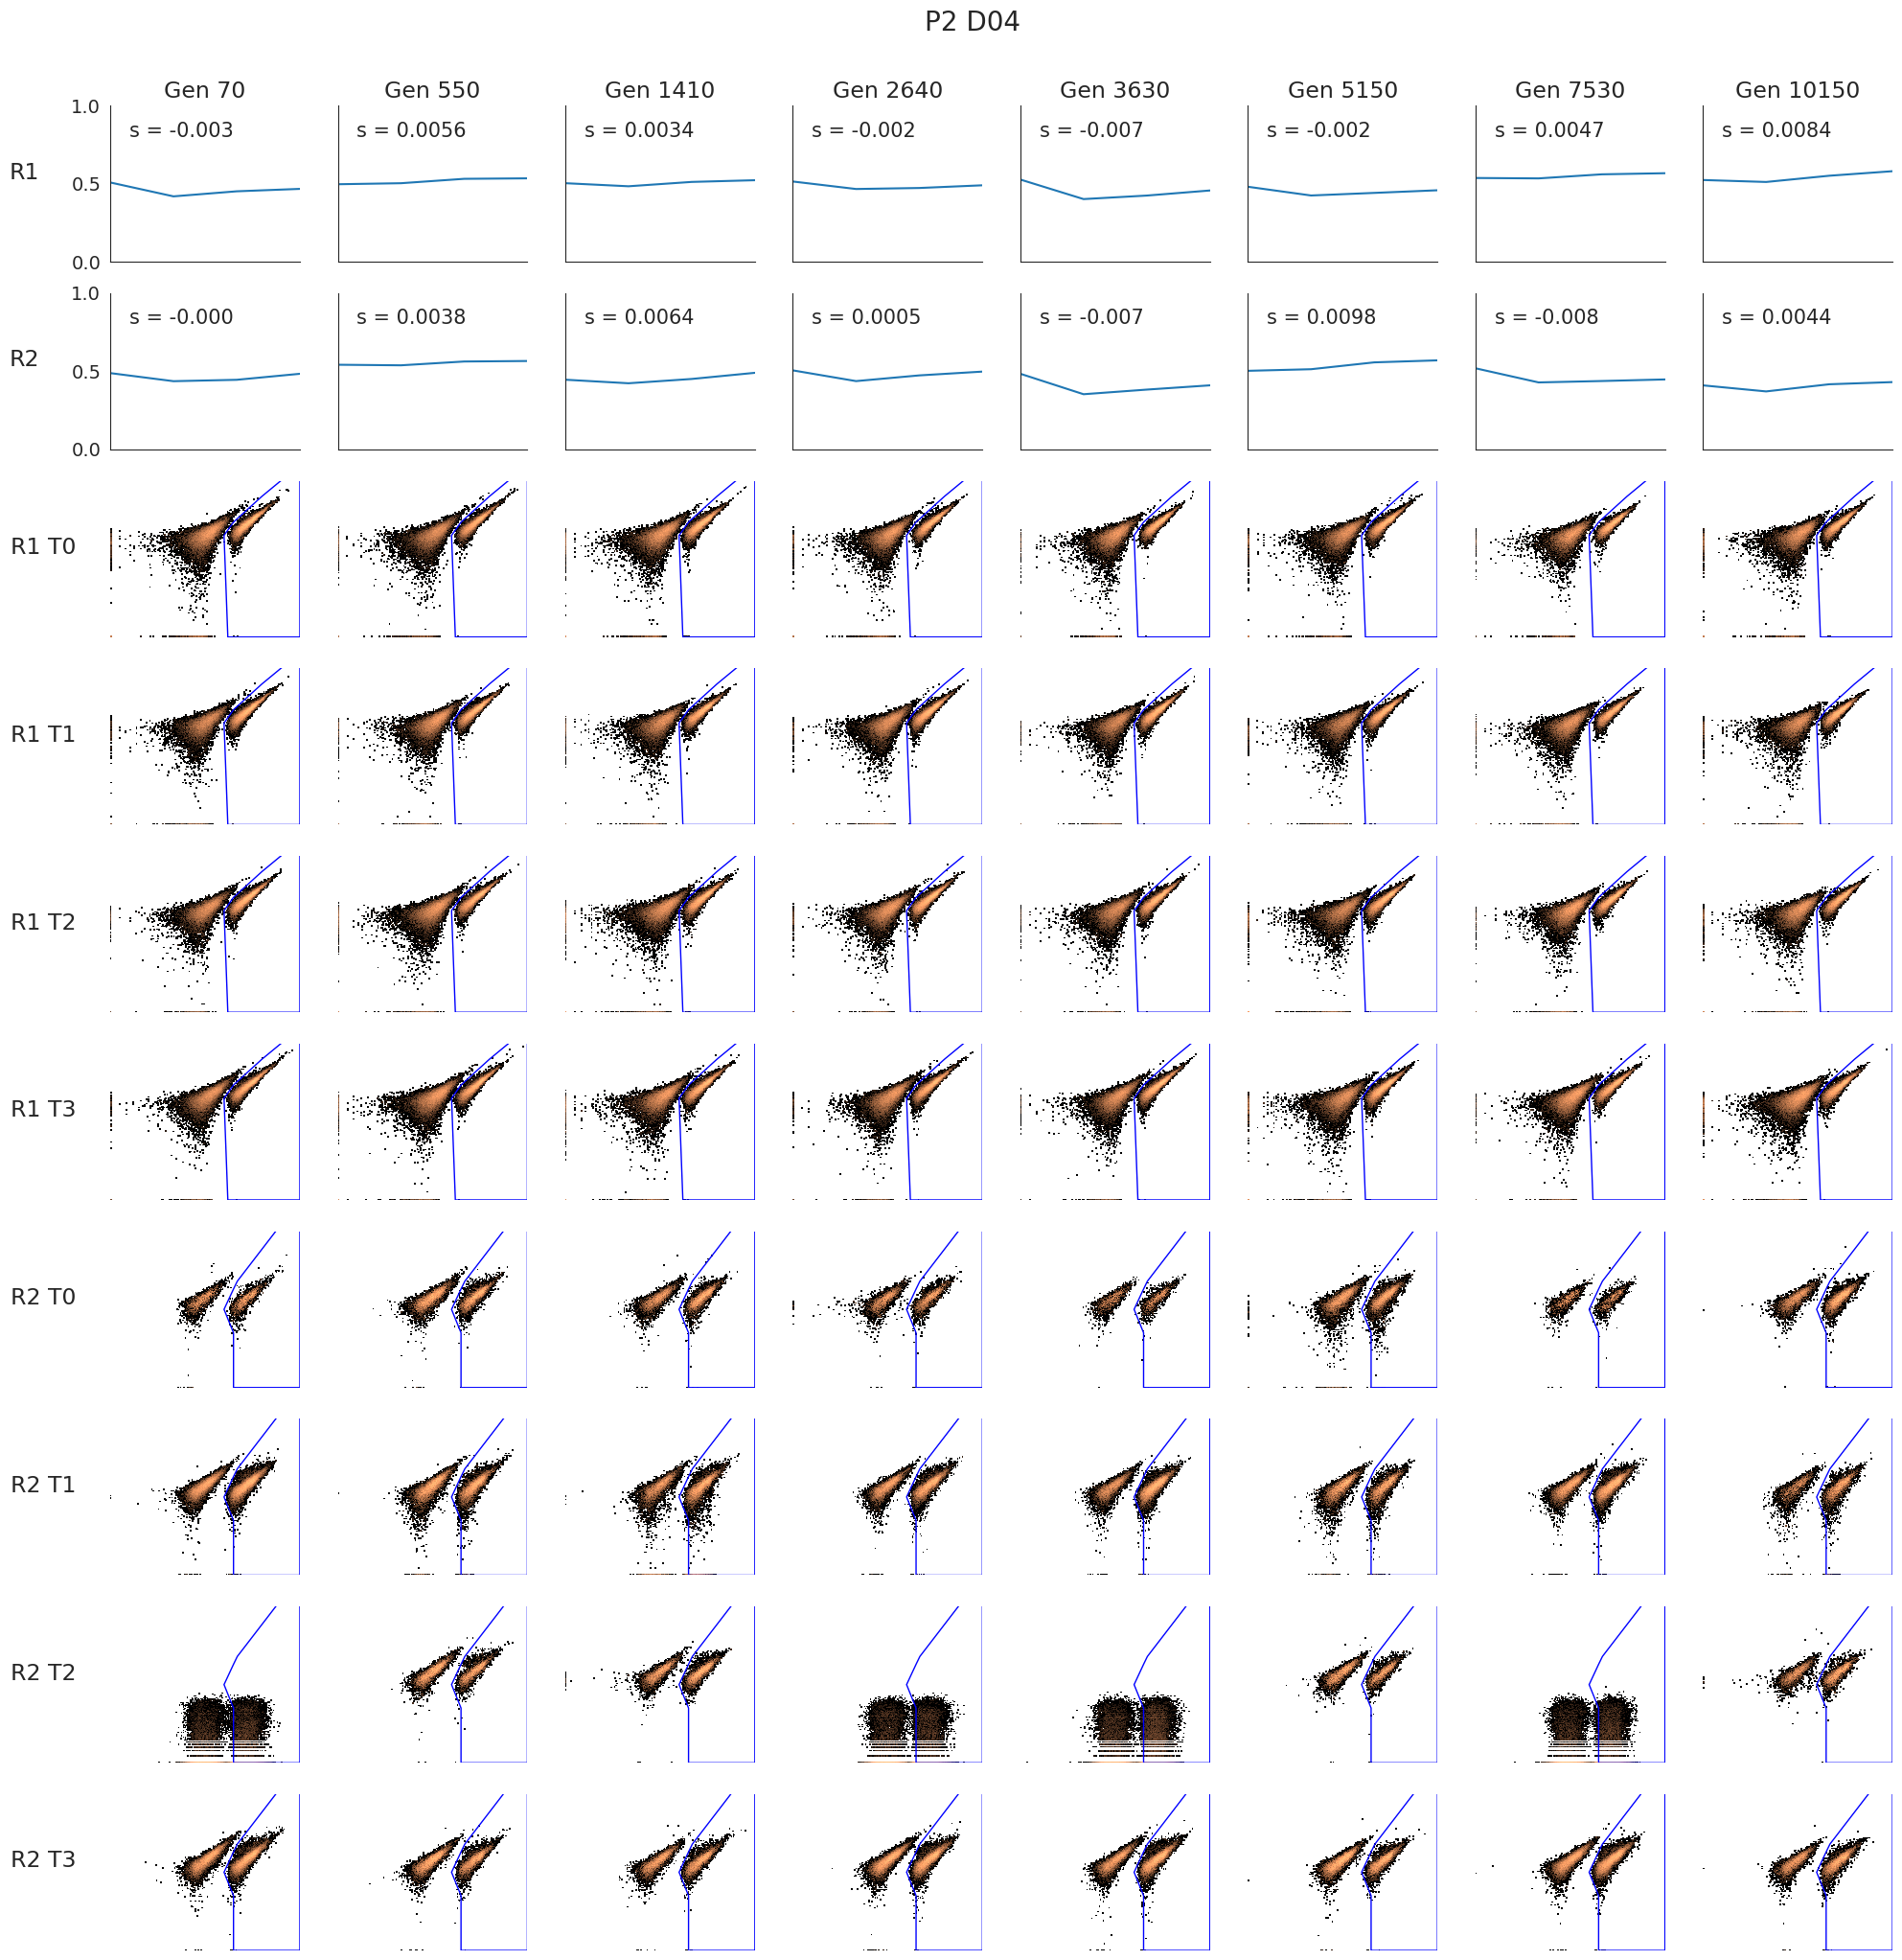 P2 D04
Gen 70 Gen 550 Gen 1410 Gen 2640 Gen 3630 Gen 5150 Gen 7530 Gen 10150
1.0
s = -0.003 s = 0.0056 s = 0.0034 s = -0.002 s = -0.007 s = -0.002 s = 0.0047 s = 0.0084
R1
0.5
0.0
1.0
s = -0.000 s = 0.0038 s = 0.0064 s = 0.0005 s = -0.007 s = 0.0098 s = -0.008 s = 0.0044
R2
0.5
0.0
R1 T0
R1 T1
R1 T2
R1 T3
R2 T0
R2 T1
R2 T2
R2 T3